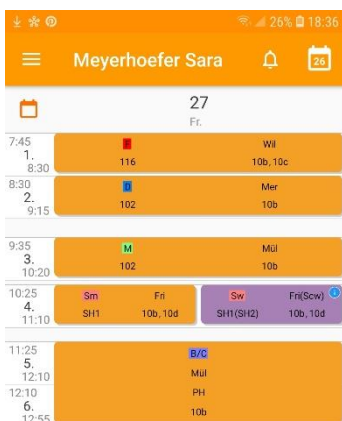 26% 18:36
Meyerhoefer Sara 26
27
Fr.
7:45
1.
8:30
F Wil
116 10b, 10c
8:30
2.
9:15
D Mer
102 10b
9:35
3.
10:20
M Mül
102 10b
10:25
4.
11:10
Sm Fri
SH1 10b, 10d
Sw Fri(Scw)
SH1(SH2) 10b, 10d
11:25
5.
12:10
12:10
6.
12:55
B/C
Mül
PH
10b